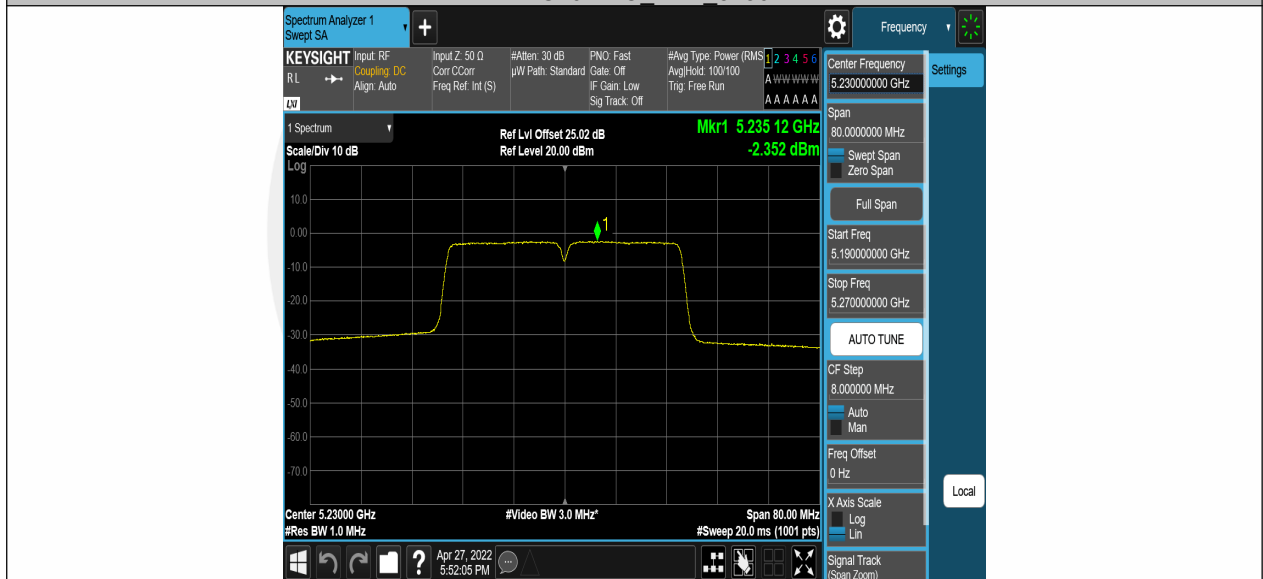 Spectrum Analyzer 1
Swept SA
+
Frequency
KEYSIGHT
Input: RF
Coupling: DC
Align: Auto
Input Z: 50 Ω
Corr CCorr
Freq Ref: Int (S)
#Atten: 30 dB
µW Path: Standard
PNO: Fast
Gate: Off
IF Gain: Low
Sig Track: Off
#Avg Type: Power (RMS
Avg|Hold: 100/100
Trig: Free Run
1 2 3 4 5 6
A W W W W W
A A A A A A
R L
LXI
Center Frequency
5.230000000 GHz
Settings
1 Spectrum
Scale/Div 10 dB
Ref Lvl Offset 25.02 dB
Ref Level 20.00 dBm
Mkr1 5.235 12 GHz
-2.352 dBm
Log
10.0
0.00
-10.0
-20.0
-30.0
-40.0
-50.0
-60.0
-70.0
1
Center 5.23000 GHz
#Res BW 1.0 MHz
#Video BW 3.0 MHz*
Span 80.00 MHz
#Sweep 20.0 ms (1001 pts)
Span
80.0000000 MHz
Swept Span
Zero Span
Full Span
Start Freq
5.190000000 GHz
Stop Freq
5.270000000 GHz
AUTO TUNE
CF Step
8.000000 MHz
Auto
Man
Freq Offset
0 Hz
X Axis Scale
Log
Lin
Signal Track
(Span Zoom)
Local
?
Apr 27, 2022
5:52:05 PM